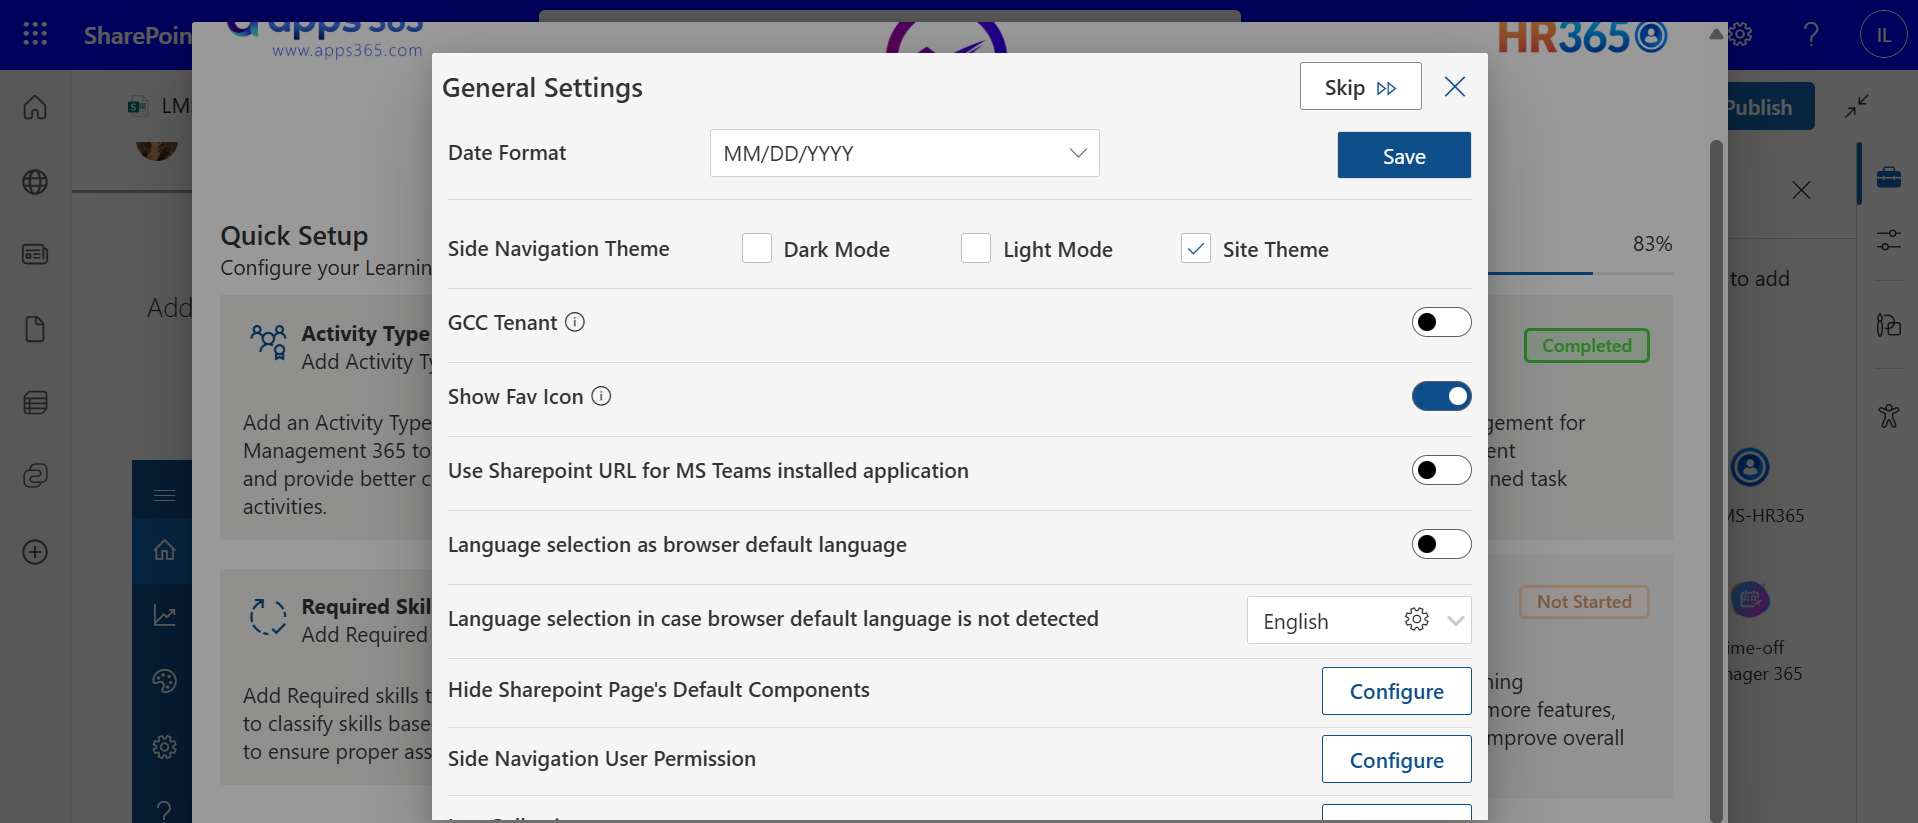 SharePoin
apps365
www.apps365.com
HR365
?
IL
LM
Publish
General Settings
Skip
Date Format
MM/DD/YYYY
Save
Quick Setup
Configure your Learnin
83%
Add
to add
Side Navigation Theme
Dark Mode
Light Mode
Site Theme
GCC Tenant
Show Fav Icon
Use Sharepoint URL for MS Teams installed application
Language selection as browser default language
Language selection in case browser default language is not detected
English
Hide Sharepoint Page's Default Components
Configure
Side Navigation User Permission
Configure
Activity Type
Add Activity Ty
Add an Activity Type
Management 365 to
and provide better c
activities.
Completed
gement for
ent
ned task
Required Skil
Add Required
Add Required skills t
to classify skills base
to ensure proper ass
Not Started
ning
more features,
mprove overall
MS-HR365
ime-off
nager 365
?